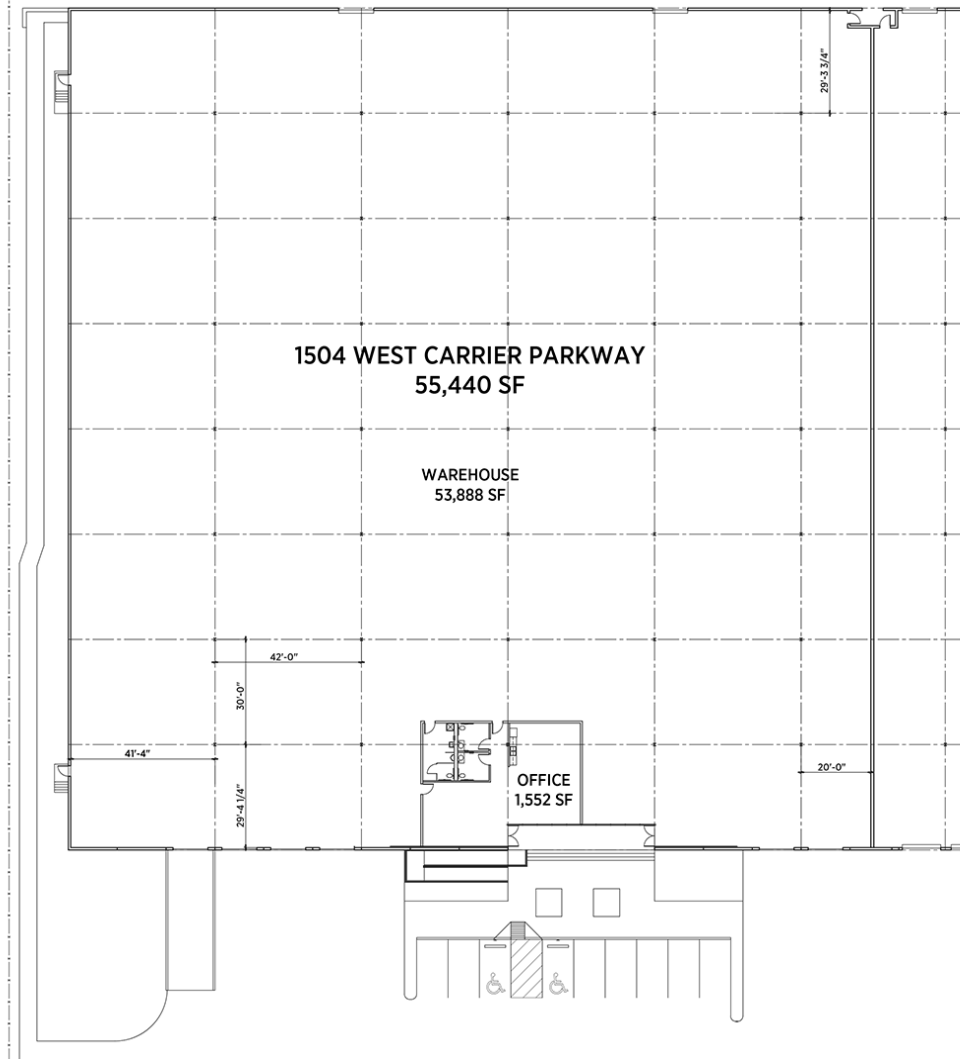 29'-3 3/4"
1504 WEST CARRIER PARKWAY
55,440 SF
WAREHOUSE
53,888 SF
42'-0"
30'-0"
41'-4"
20'-0"
OFFICE
1,552 SF
29'-4 1/4"